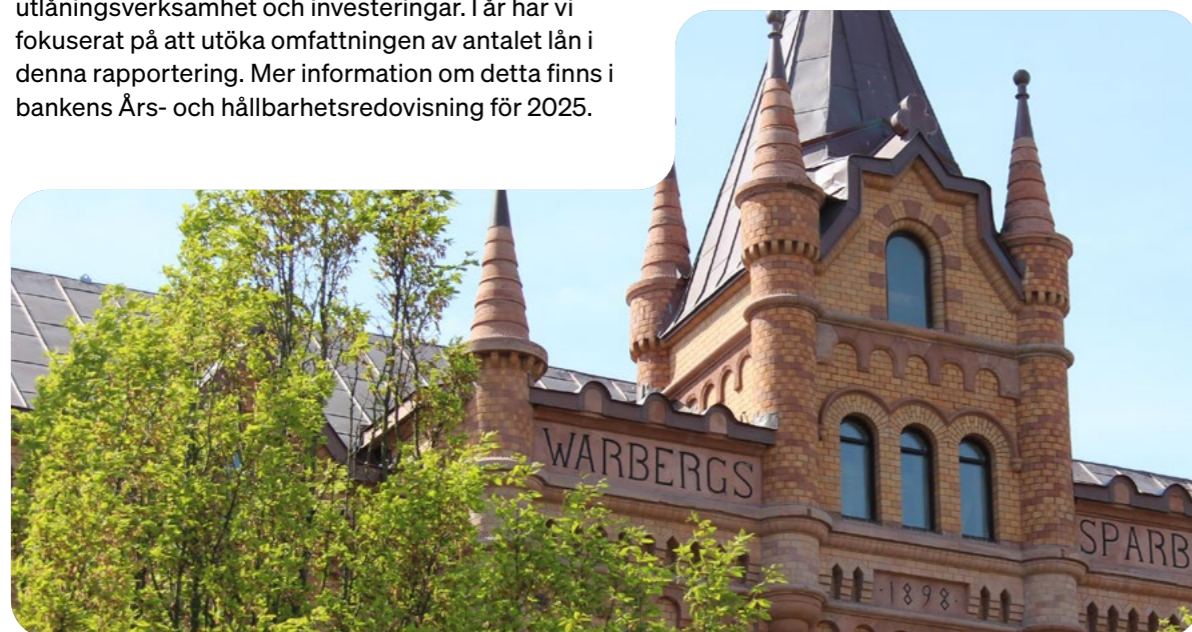 utlåningsverksamhet och investeringar. I år har vi
fokuserat på att utöka omfattningen av antalet lån i
denna rapportering. Mer information om detta finns i
bankens Års- och hållbarhetsredovisning för 2025.
WARBERGS
SPARB
1898